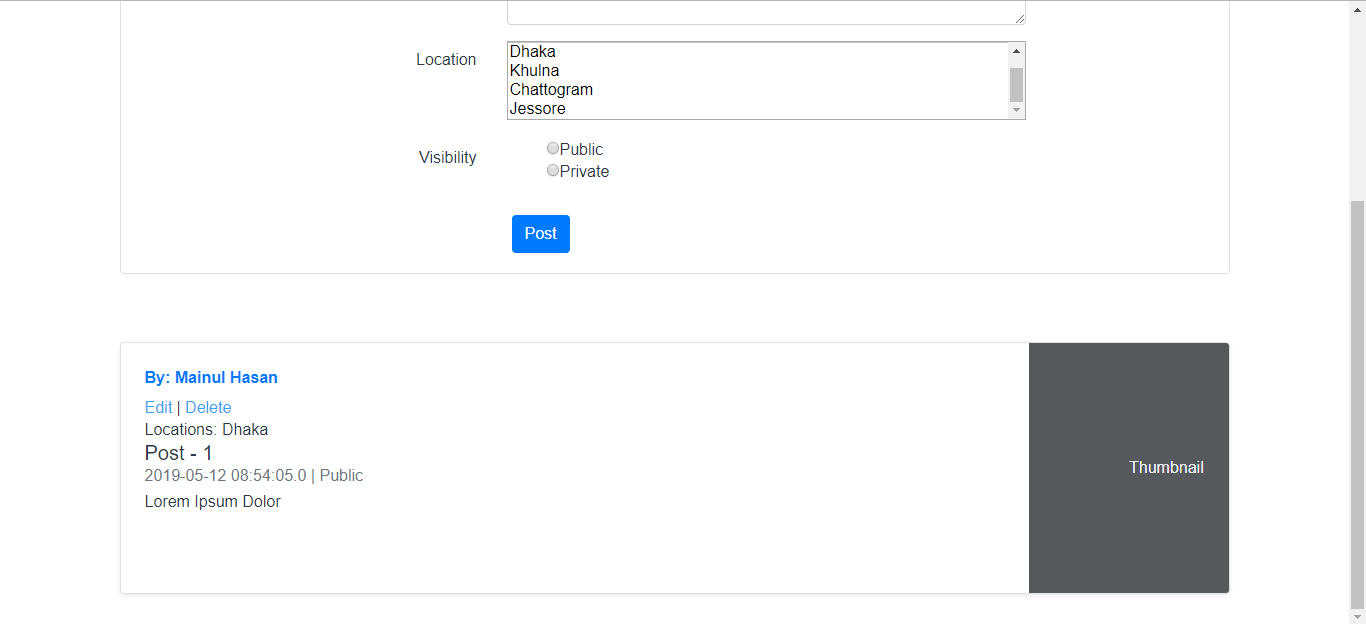 Location
Dhaka
Khulna
Chattogram
Jessore
Visibility
Public
Private
Post
By: Mainul Hasan
Edit | Delete
Locations: Dhaka
Post - 1
2019-05-12 08:54:05.0 | Public
Lorem Ipsum Dolor
Thumbnail